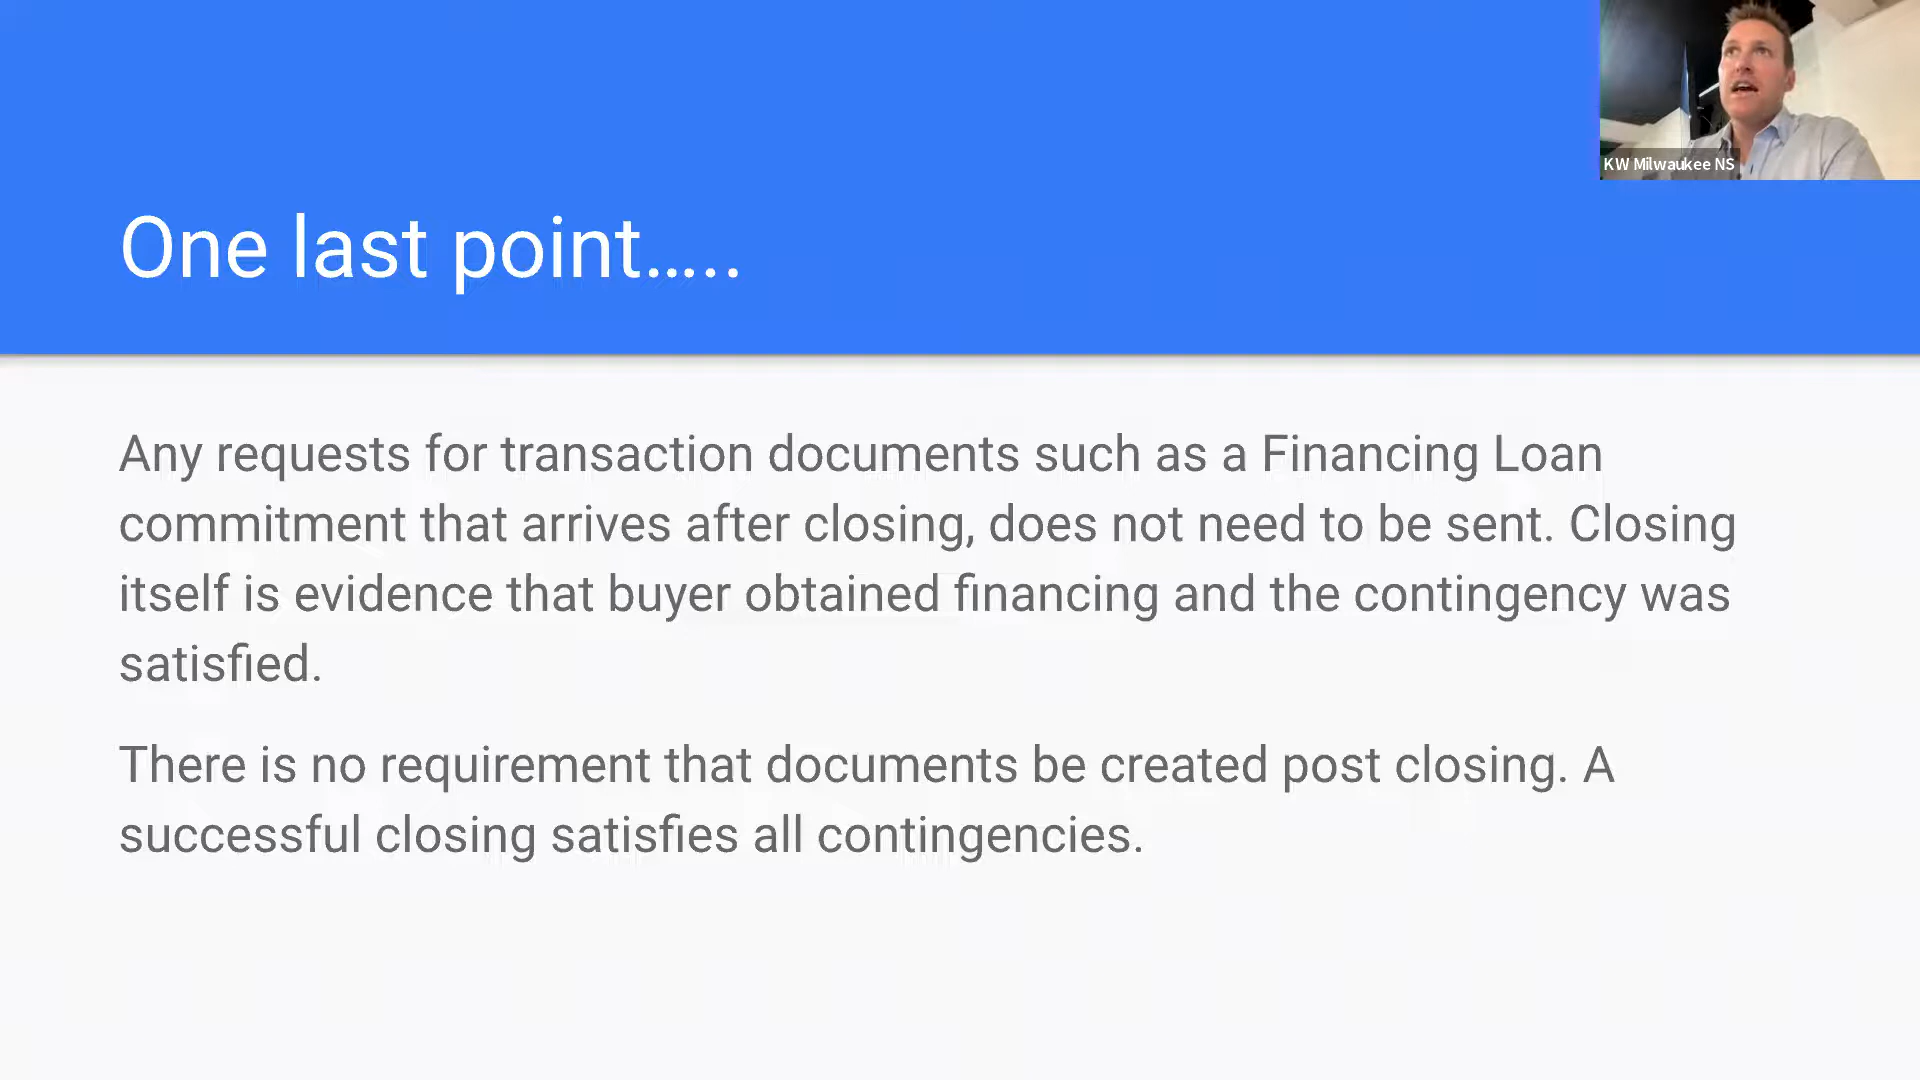 KW Milwaukee NS
One last point.....
Any requests for transaction documents such as a Financing Loan
commitment that arrives after closing, does not need to be sent. Closing
itself is evidence that buyer obtained financing and the contingency was
satisfied.
There is no requirement that documents be created post closing. A
successful closing satisfies all contingencies.